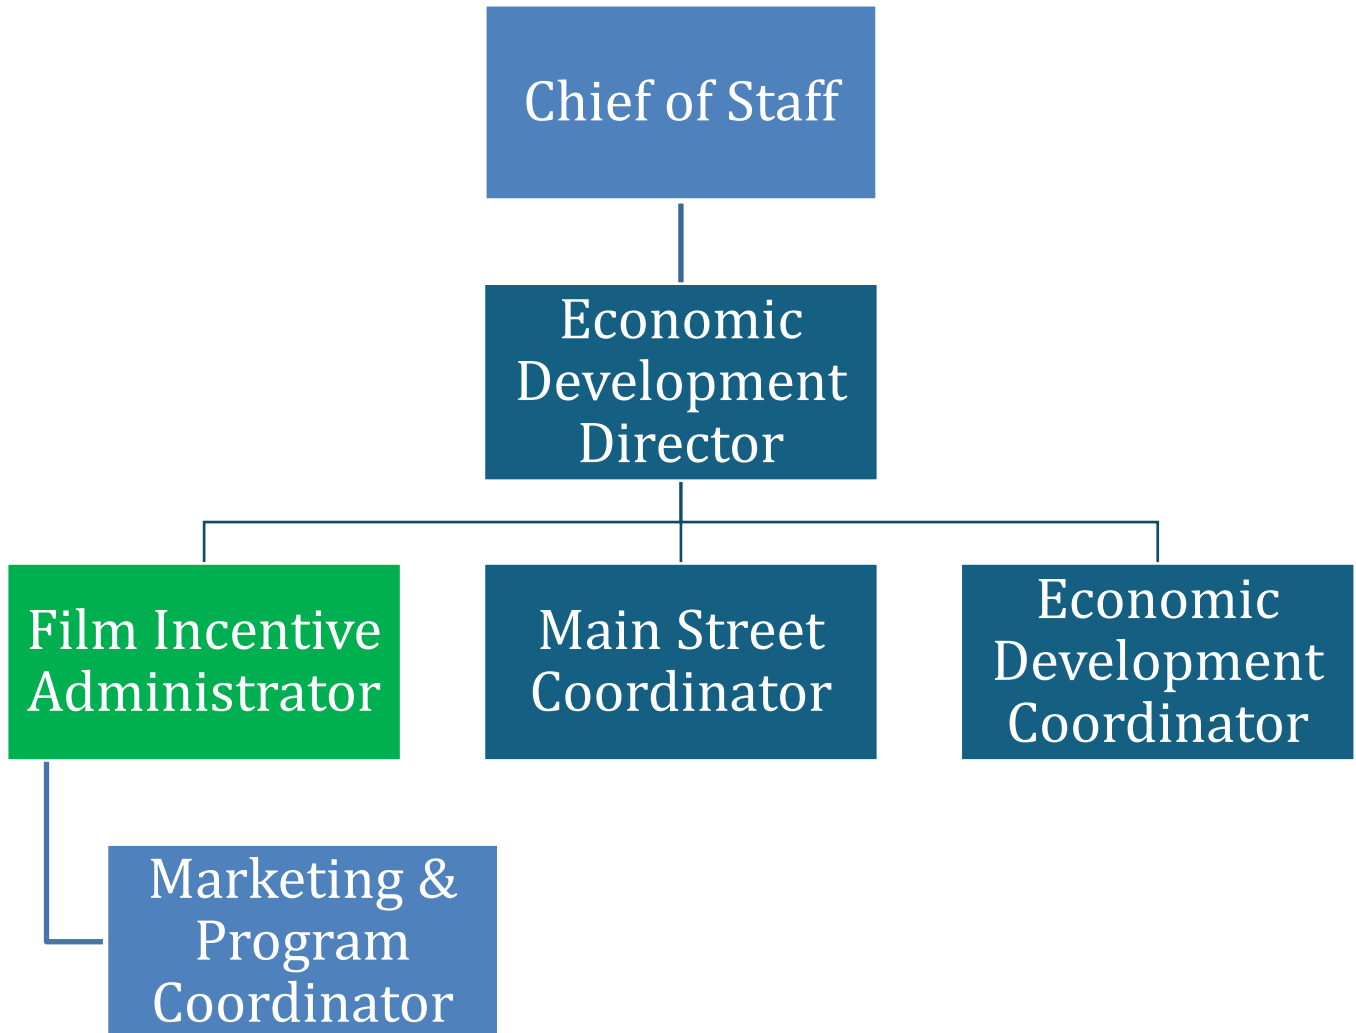 Chief of Staff
Economic
Development
Director
Film Incentive
Administrator
Main Street
Coordinator
Economic
Development
Coordinator
Marketing &
Program
Coordinator